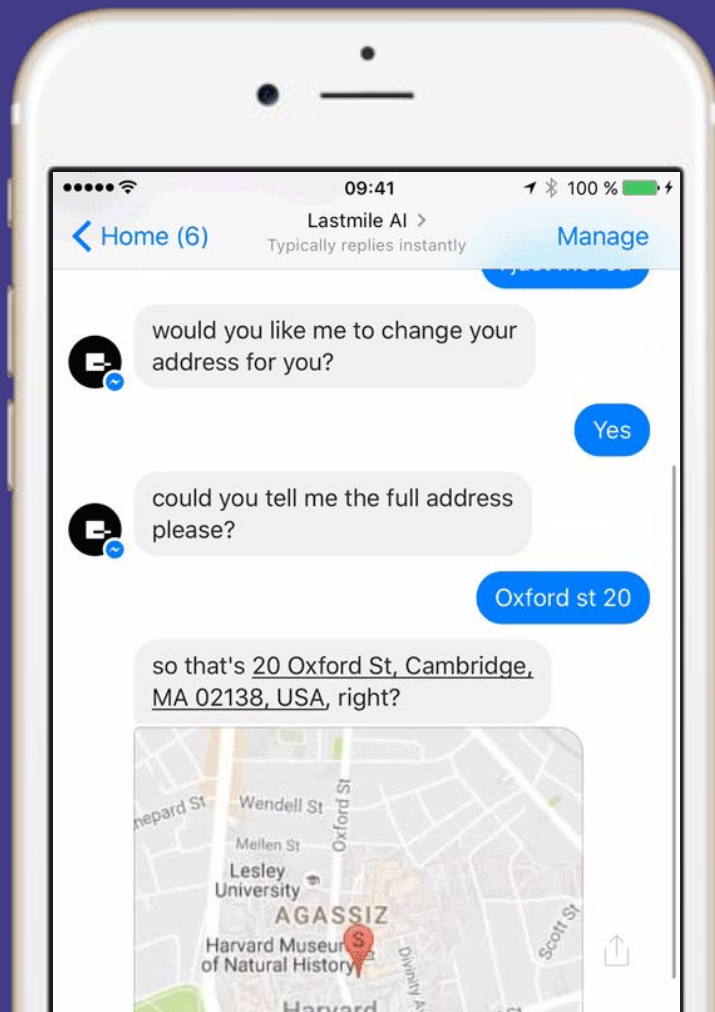 09:41
100 %
Home (6)
Lastmile AI >
Typically replies instantly
Manage
I just moved
would you like me to change your
address for you?
Yes
could you tell me the full address
please?
Oxford st 20
so that's 20 Oxford St, Cambridge,
MA 02138, USA, right?
Wendell St
Oxford St
Mellen St
Lesley
University
AGASSIZ
Scott St
Harvard Museum
of Natural History
S
Harvard